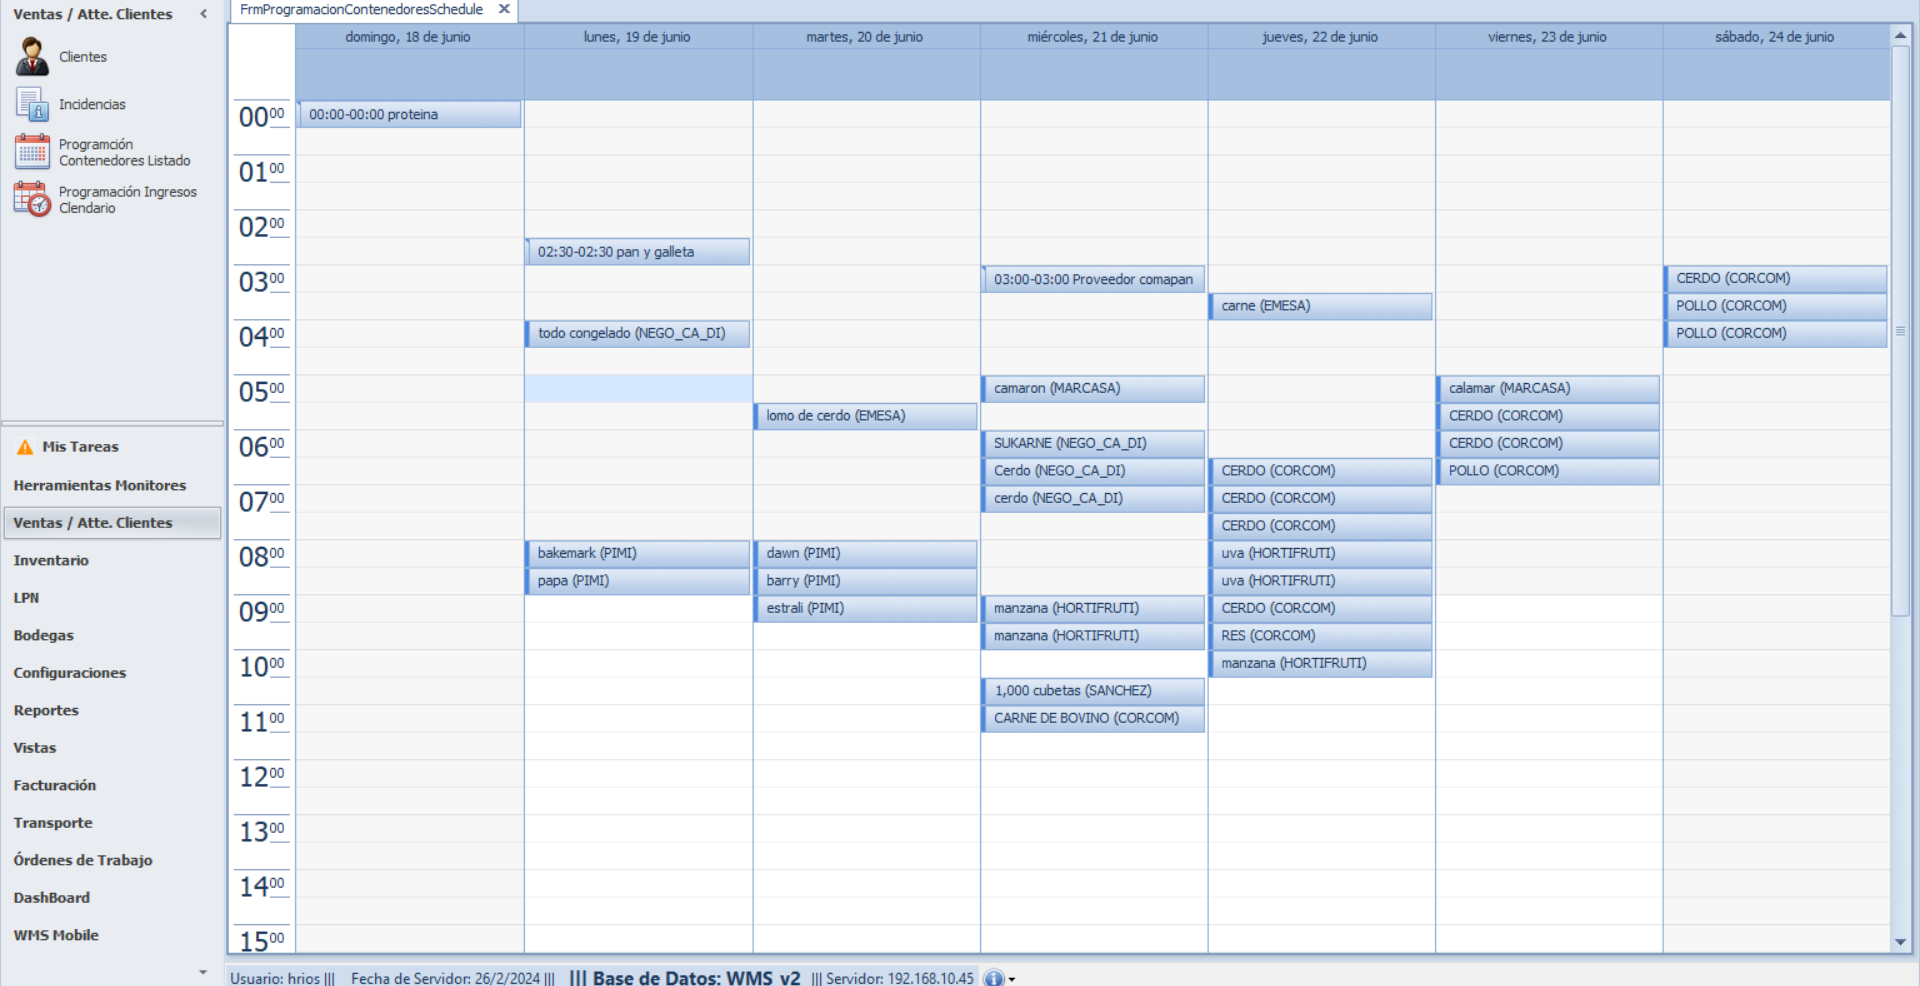 Ventas / Atte. Clientes
Clientes
Incidencias
Programción
Contenedores Listado
Programación Ingresos
Clendario
Mis Tareas
Herramientas Monitores
Ventas / Atte. Clientes
Inventario
LPN
Bodegas
Configuraciones
Reportes
Vistas
Facturación
Transporte
Órdenes de Trabajo
DashBoard
WMS Mobile
FrmProgramacionContenedoresSchedule
domingo, 18 de junio
lunes, 19 de junio
martes, 20 de junio
miércoles, 21 de junio
jueves, 22 de junio
viernes, 23 de junio
sábado, 24 de junio
00 00
01 00
02 00
03 00
04 00
05 00
06 00
07 00
08 00
09 00
10 00
11 00
12 00
13 00
14 00
15 00
00:00-00:00 proteina
02:30-02:30 pan y galleta
todo congelado (NEGO_CA_DI)
bakemark (PIMI)
papa (PIMI)
lomo de cerdo (EMESA)
dawn (PIMI)
barry (PIMI)
estrali (PIMI)
03:00-03:00 Proveedor comapan
camaron (MARCASA)
SUKARNE (NEGO_CA_DI)
Cerdo (NEGO_CA_DI)
cerdo (NEGO_CA_DI)
manzana (HORTIFRUTI)
manzana (HORTIFRUTI)
1,000 cubetas (SANCHEZ)
CARNE DE BOVINO (CORCOM)
carne (EMESA)
CERDO (CORCOM)
CERDO (CORCOM)
CERDO (CORCOM)
uva (HORTIFRUTI)
uva (HORTIFRUTI)
CERDO (CORCOM)
RES (CORCOM)
manzana (HORTIFRUTI)
calamar (MARCASA)
CERDO (CORCOM)
CERDO (CORCOM)
POLLO (CORCOM)
CERDO (CORCOM)
POLLO (CORCOM)
POLLO (CORCOM)
Usuario: hrios ||| Fecha de Servidor: 26/2/2024 ||| ||| Base de Datos: WMS_v2 ||| Servidor: 192.168.10.45